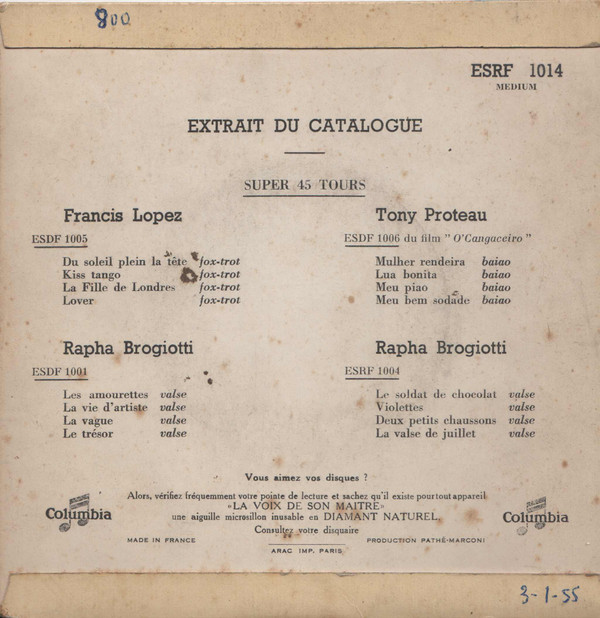 800
ESRF 1014
MEDIUM
EXTRAIT DU CATALOGUE
SUPER 45 TOURS
Francis Lopez
ESDF 1005
Du soleil plein la tête fox-trot
Kiss tango fox-trot
La Fille de Londres fox-trot
Lover fox-trot
Tony Proteau
ESDF 1006 du film " O'Cangaceiro "
Mulher rendeira baiao
Lua bonita baiao
Meu piao baiao
Meu bem sodade baiao
Rapha Brogiotti
ESDF 1001
Les amourettes valse
La vie d'artiste valse
La vague valse
Le trésor valse
Rapha Brogiotti
ESRF 1004
Le soldat de chocolat valse
Violettes valse
Deux petits chaussons valse
La valse de juillet valse
Vous aimez vos disques ?
Alors, vérifiez fréquemment votre pointe de lecture et sachez qu'il existe pour tout appareil
"LA VOIX DE SON MAITRE"
une aiguille microsillon inusable en DIAMANT NATUREL.
Consultez votre disquaire
Columbia
Columbia
MADE IN FRANCE
ARAC IMP. PARIS
PRODUCTION PATHÉ-MARCONI
3-1-55